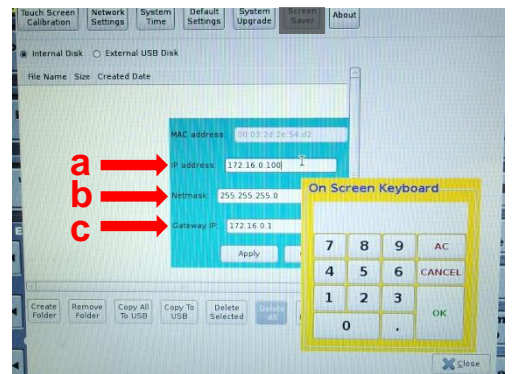 Touch Screen Calibration
Network Settings
System Time
Default Settings
System Upgrade
Screen Saver
About
Internal Disk
External USB Disk
File Name Size Created Date
MAC address: 00:03:2d:2e:54:d2
a
IP address: 172.16.0.100
b
Netmask: 255.255.255.0
c
Gateway IP: 172.16.0.1
Apply
On Screen Keyboard
7 8 9 AC
4 5 6 CANCEL
1 2 3
OK
0 .
Create Folder
Remove Folder
Copy All To USB
Copy To USB
Delete Selected
Delete All
Close